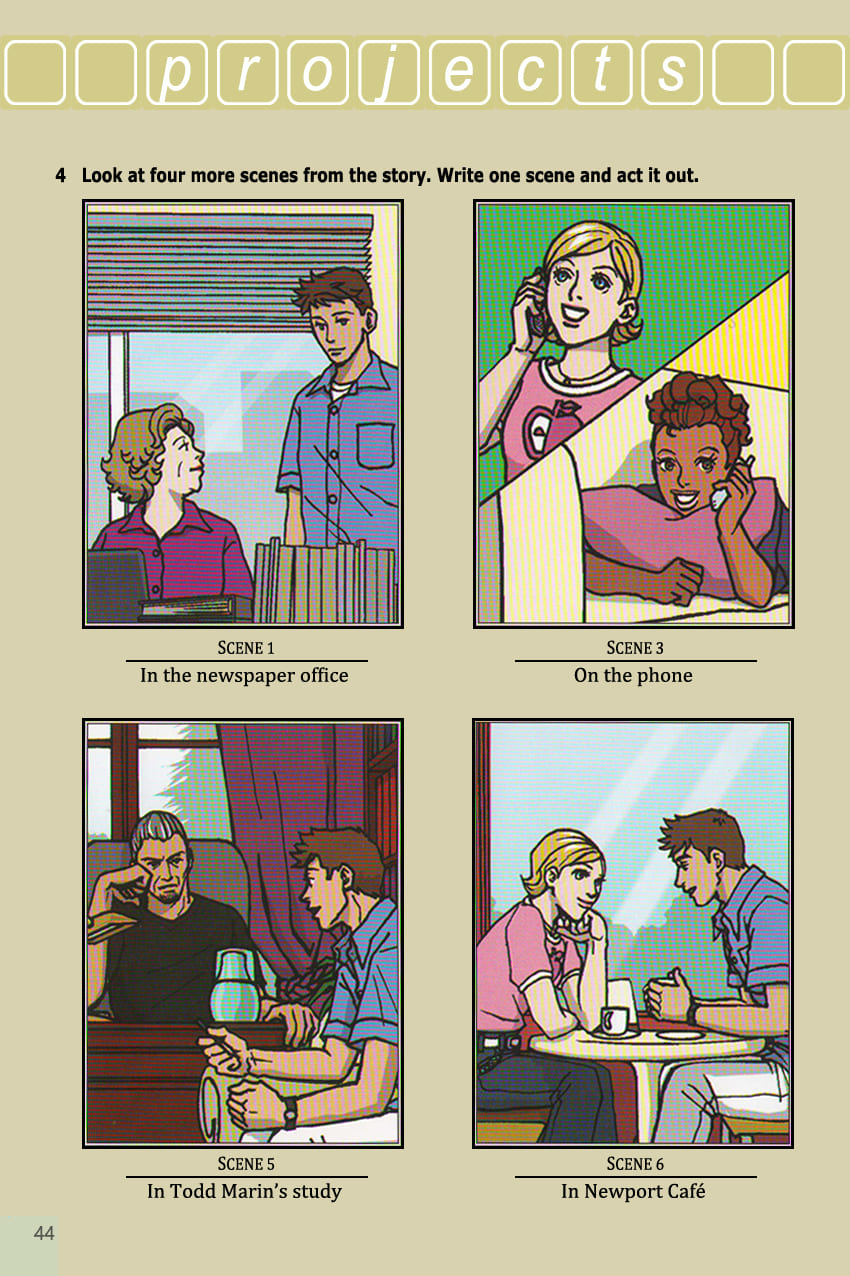 projects
4 Look at four more scenes from the story. Write one scene and act it out.
SCENE 1
In the newspaper office
SCENE 3
On the phone
SCENE 5
In Todd Marin's study
SCENE 6
In Newport Café
44